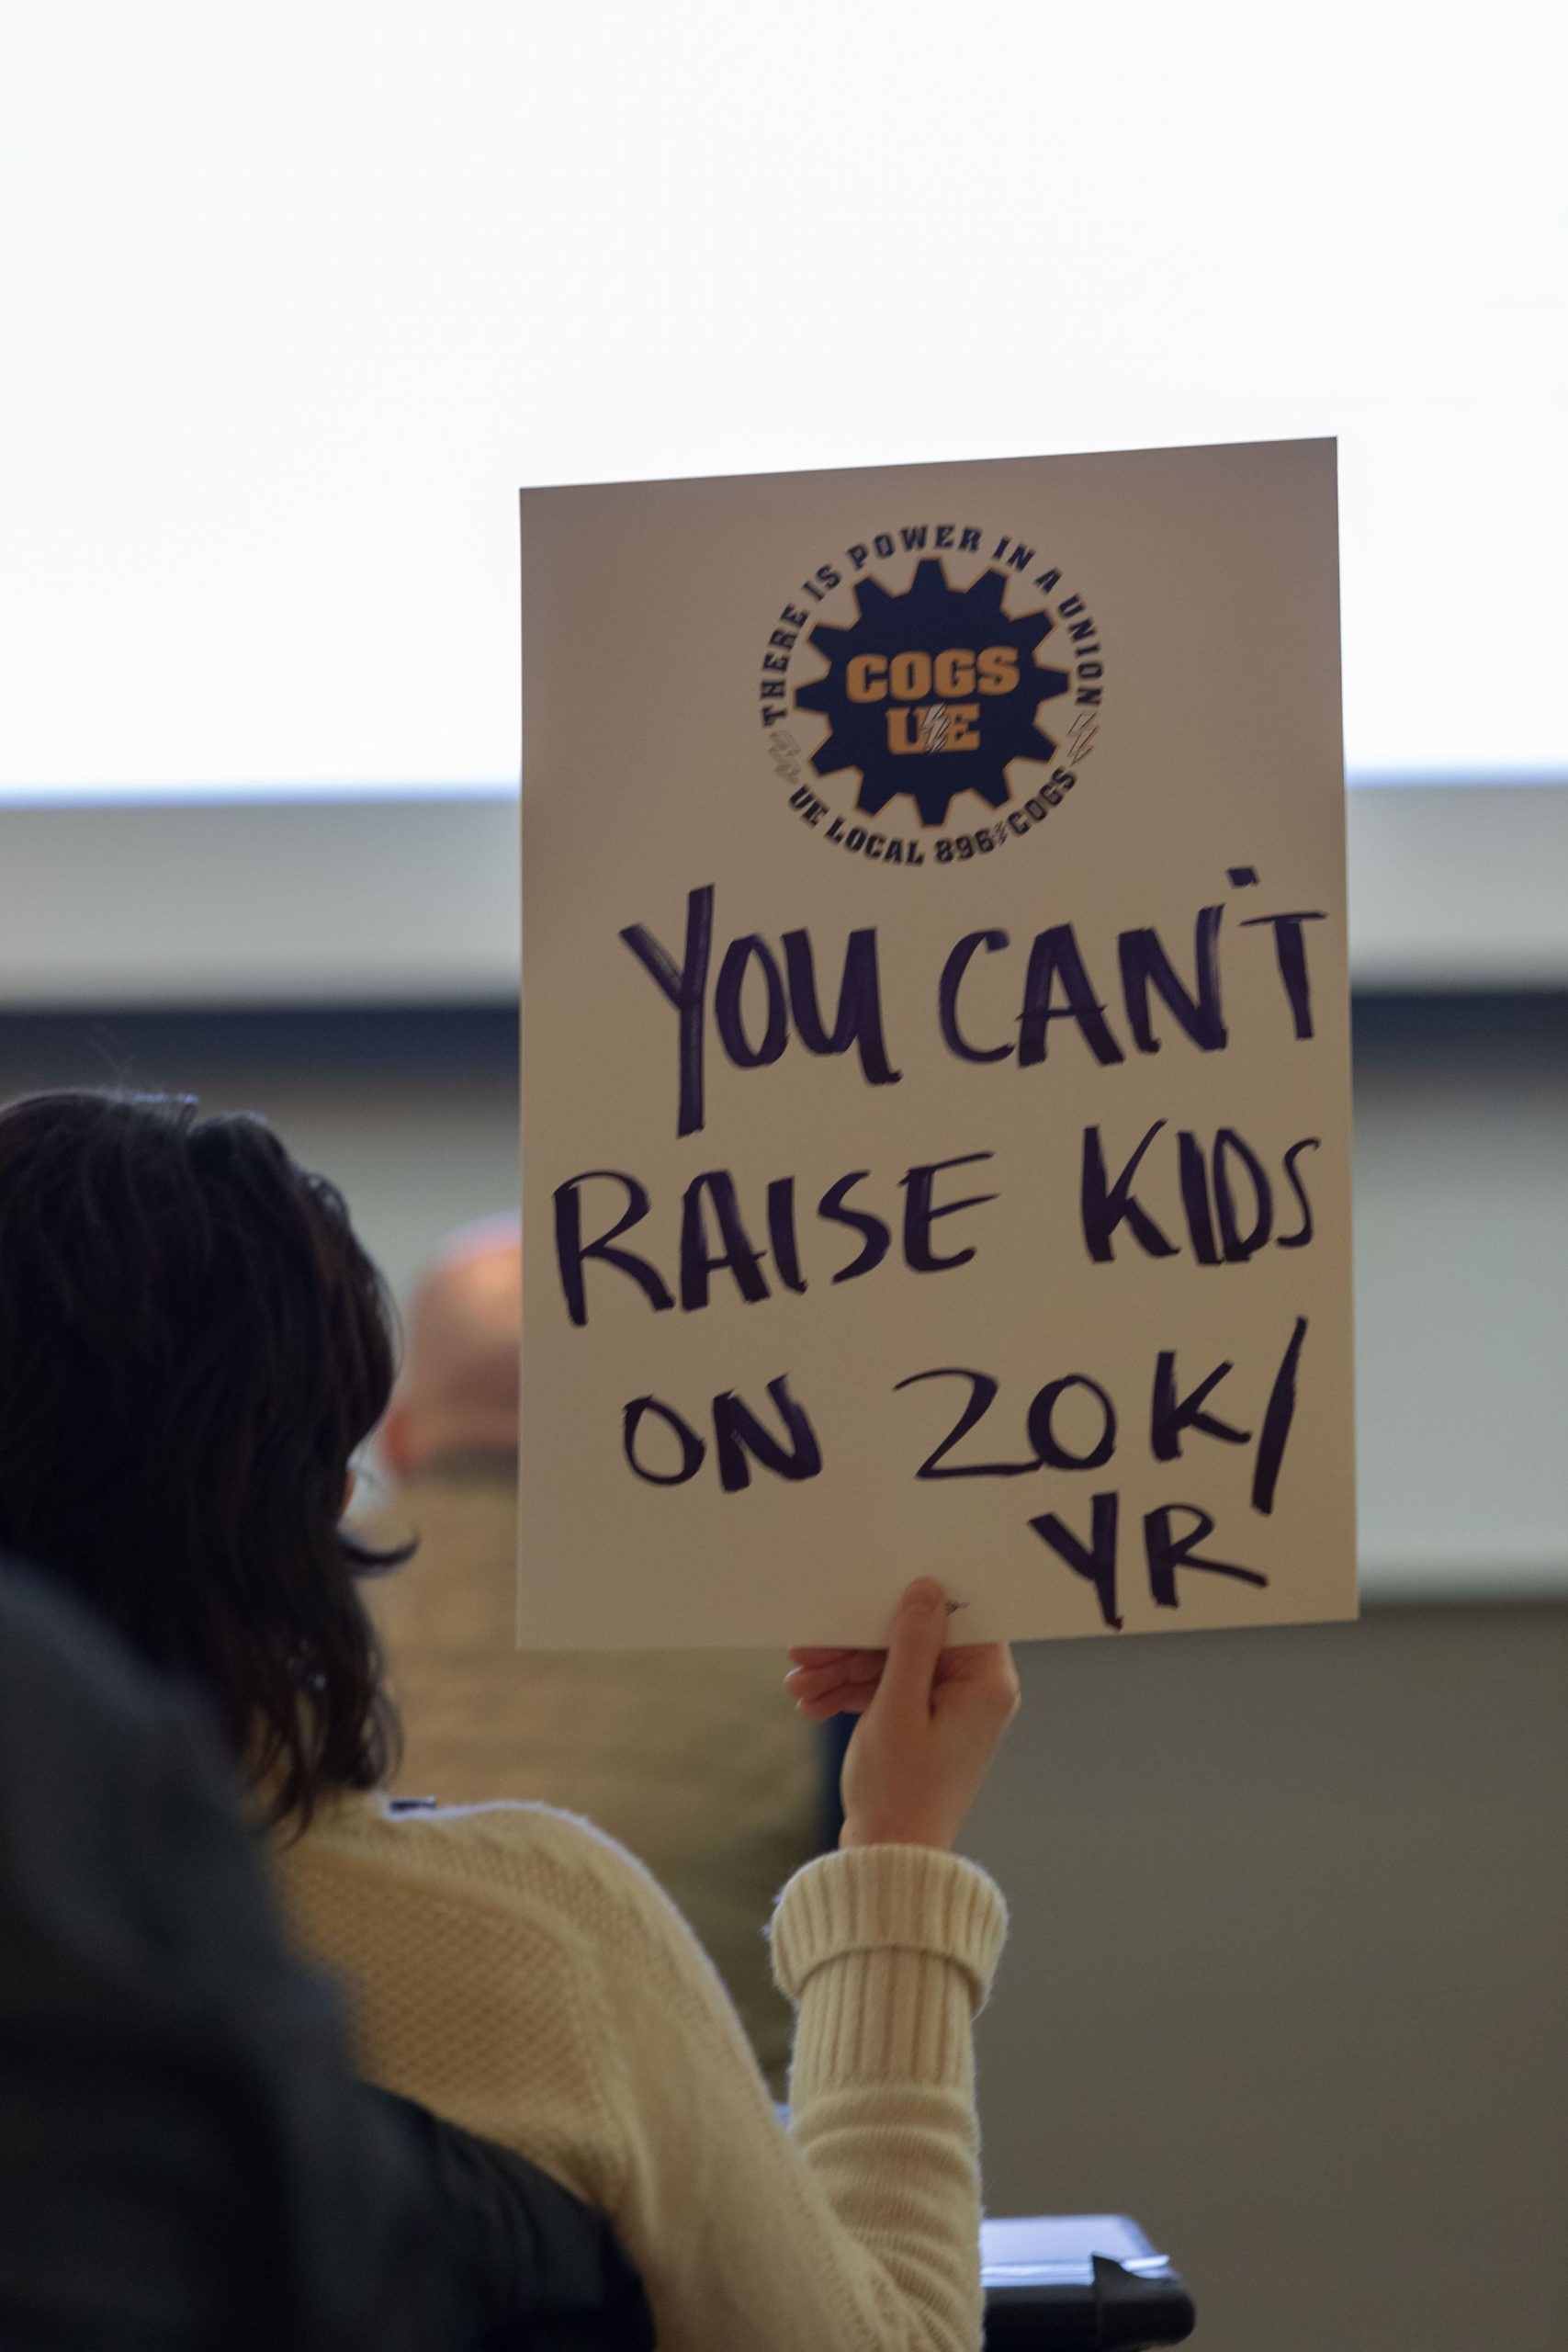 THERE IS POWER IN A UNION
COGS
UE
UE LOCAL 896 COGS
YOU CAN'T
RAISE KIDS
ON 20K/
YR